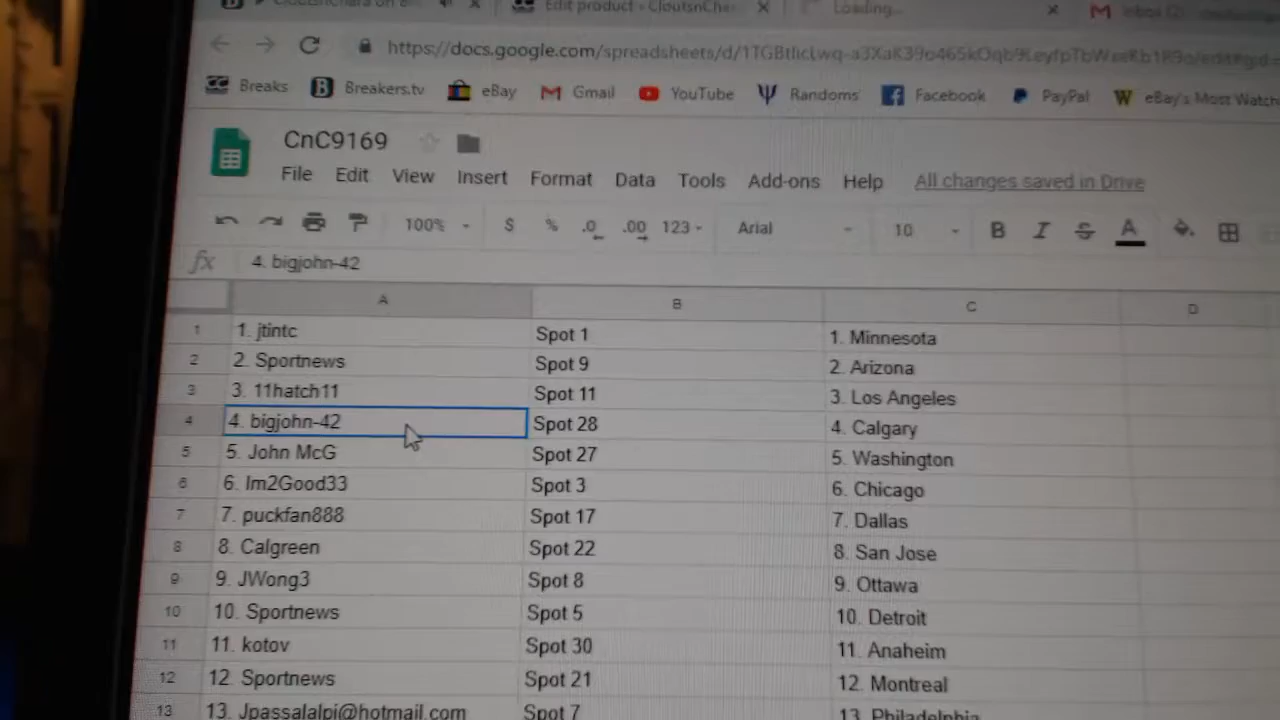 Edit product - CloutsnChar
Loading...
https://docs.google.com/spreadsheets/d/
Breaks Breakers.tv eBay Gmail YouTube Randoms Facebook PayPal eBay's Most Watch
CnC9169
File Edit View Insert Format Data Tools Add-ons Help All changes saved in Drive
100% $ % .0 .00 123 Arial 10 B I S A
fx 4. bigjohn-42
A B C D
1 1. jtintc Spot 1 1. Minnesota
2 2. Sportnews Spot 9 2. Arizona
3 3. 11hatch11 Spot 11 3. Los Angeles
4 4. bigjohn-42 Spot 28 4. Calgary
5 5. John McG Spot 27 5. Washington
6 6. Im2Good33 Spot 3 6. Chicago
7 7. puckfan888 Spot 17 7. Dallas
8 8. Calgreen Spot 22 8. San Jose
9 9. JWong3 Spot 8 9. Ottawa
10 10. Sportnews Spot 5 10. Detroit
11 11. kotov Spot 30 11. Anaheim
12 12. Sportnews Spot 21 12. Montreal
13 13. Jpassalalpi@hotmail.com Spot 7 13. Philadelphia